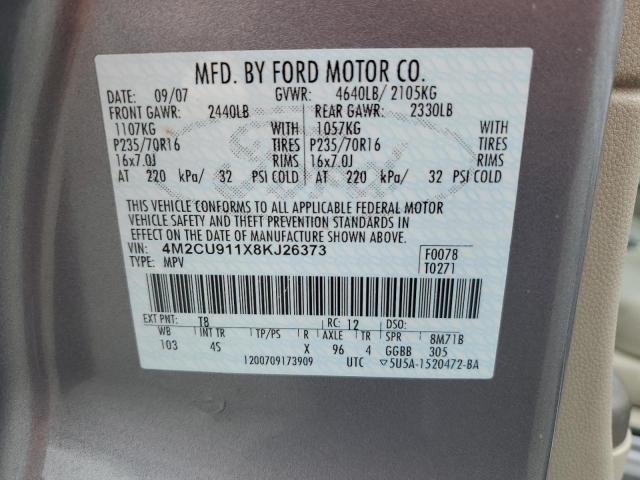 MFD. BY FORD MOTOR CO.
DATE: 09/07 GVWR: 4640LB/ 2105KG
FRONT GAWR: 2440LB REAR GAWR: 2330LB
1107KG WITH 1057KG WITH
P235/70R16 TIRES P235/70R16 TIRES
16x7.0J RIMS 16x7.0J RIMS
AT 220 kPa/ 32 PSI COLD AT 220 kPa/ 32 PSI COLD
THIS VEHICLE CONFORMS TO ALL APPLICABLE FEDERAL MOTOR
VEHICLE SAFETY AND THEFT PREVENTION STANDARDS IN
EFFECT ON THE DATE OF MANUFACTURE SHOWN ABOVE.
VIN: 4M2CU911X8KJ26373 F0078
TYPE: MPV T0271
EXT PNT: T8 RC: 12 DSO:
WB INT TR TP/PS R AXLE TR SPR 8M71B
103 45 X 96 4 GGBB 305
1200709173909 UTC ▽5U5A-1520472-BA